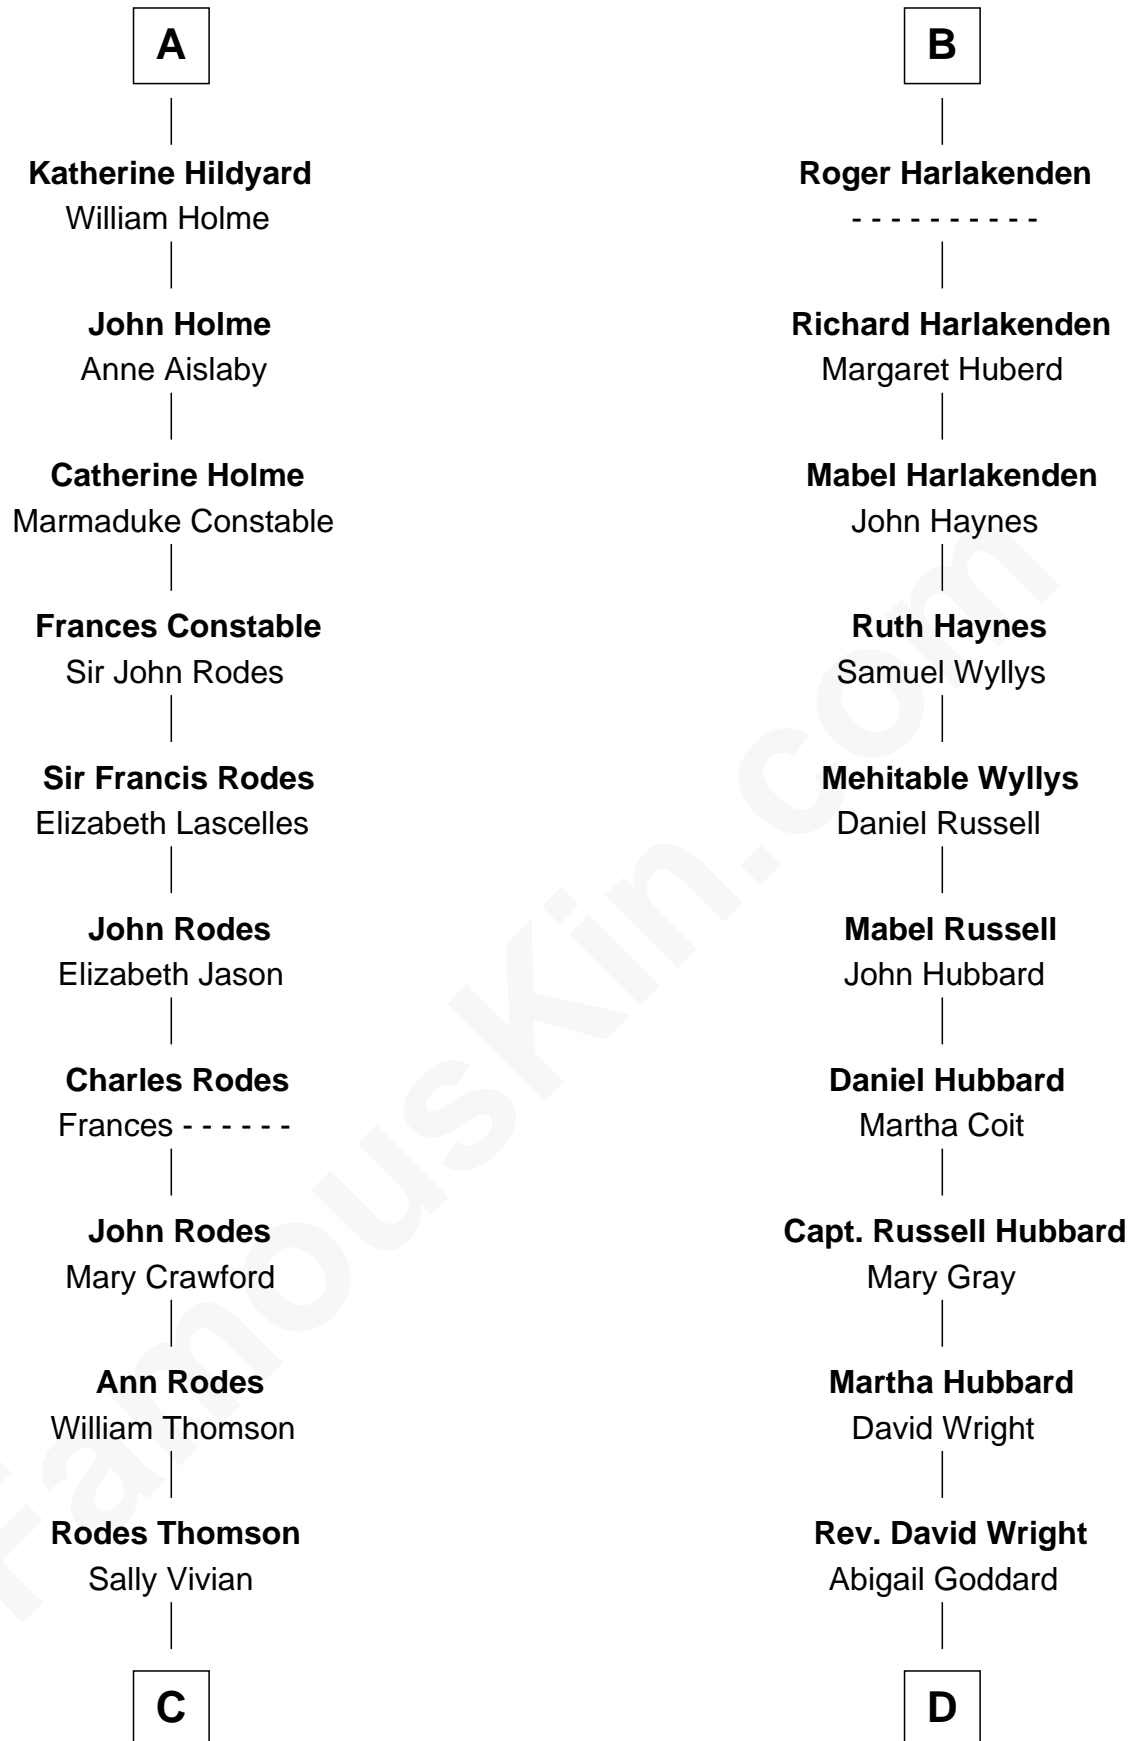 A
Katherine Hildyard
William Holme
John Holme
Anne Aislaby
Catherine Holme
Marmaduke Constable
Frances Constable
Sir John Rodes
Sir Francis Rodes
Elizabeth Lascelles
John Rodes
Elizabeth Jason
Charles Rodes
Frances - - - - - -
John Rodes
Mary Crawford
Ann Rodes
William Thomson
Rodes Thomson
Sally Vivian
C
B
Roger Harlakenden
- - - - - - - - - -
Richard Harlakenden
Margaret Huberd
Mabel Harlakenden
John Haynes
Ruth Haynes
Samuel Wyllys
Mehitable Wyllys
Daniel Russell
Mabel Russell
John Hubbard
Daniel Hubbard
Martha Coit
Capt. Russell Hubbard
Mary Gray
Martha Hubbard
David Wright
Rev. David Wright
Abigail Goddard
D
FamousKin.com